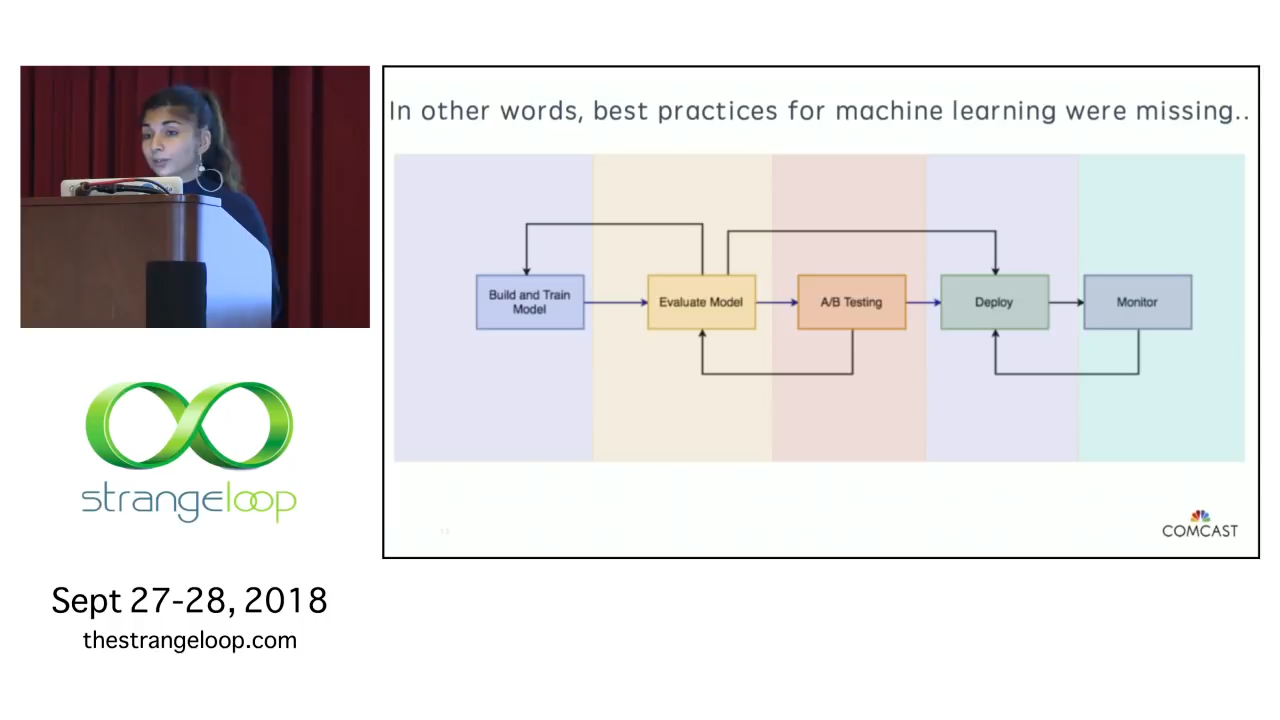 In other words, best practices for machine learning were missing..
Build and Train
Model
Evaluate Model
A/B Testing
Deploy
Monitor
COMCAST
strangeloop
Sept 27-28, 2018
thestrangeloop.com